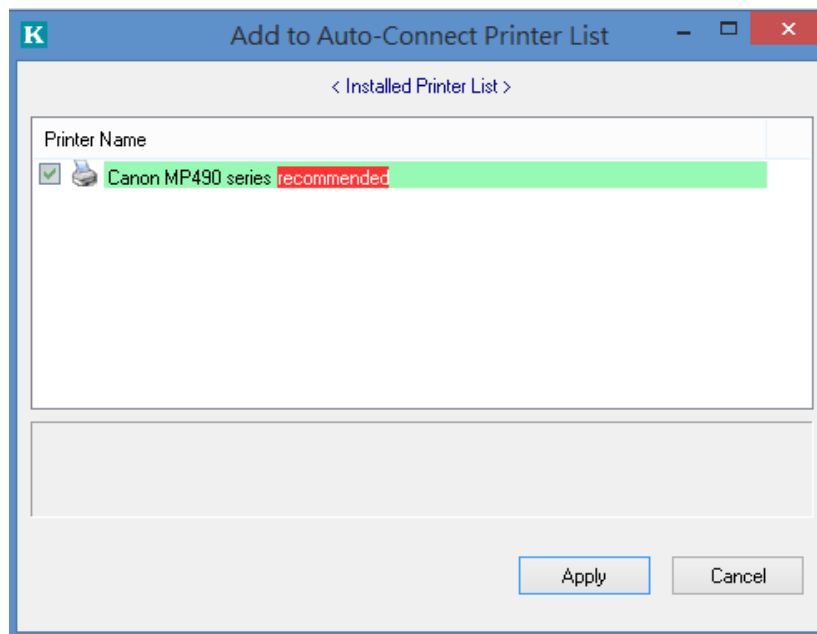 K
Add to Auto-Connect Printer List
< Installed Printer List >
Printer Name
Canon MP490 series recommended
Apply
Cancel